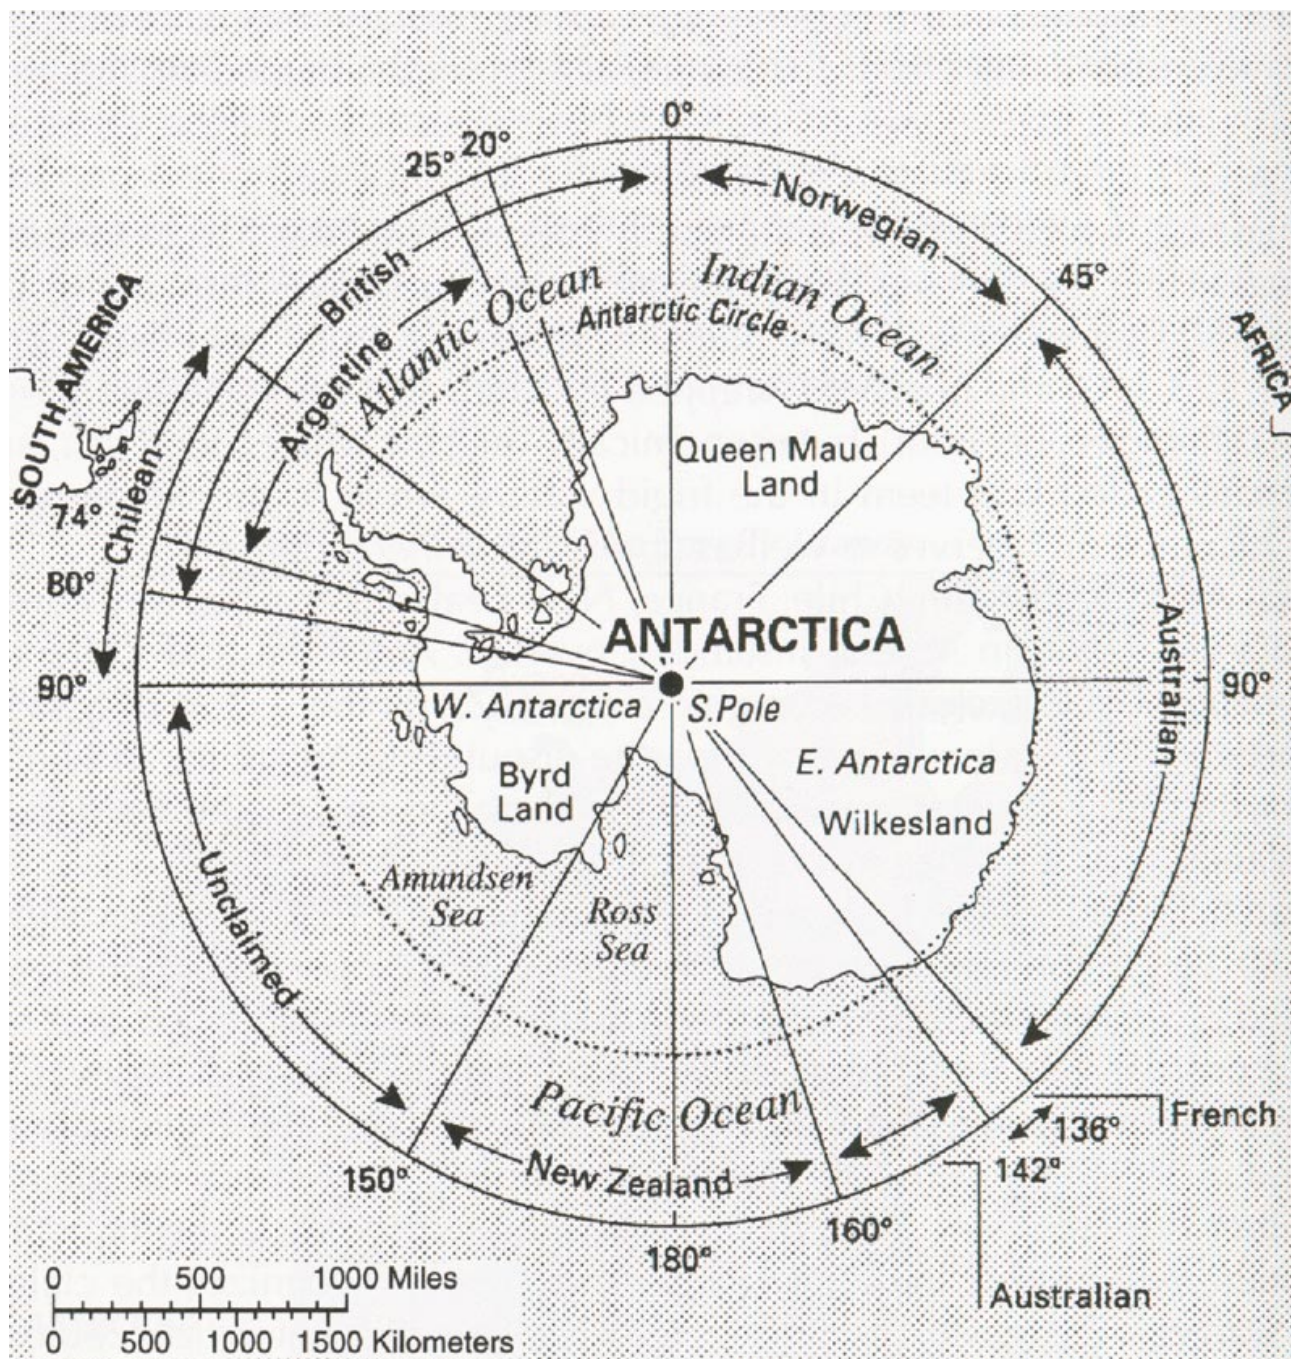 0°
20°
25°
Norwegian
British
Indian Ocean
Atlantic Ocean
45°
Antarctic Circle
SOUTH AMERICA
AFRICA
Argentine
Queen Maud
Land
Chilean
74°
80°
ANTARCTICA
Australian
90°
W. Antarctica
S.Pole
90°
E. Antarctica
Byrd
Land
Wilkesland
Unclaimed
Amundsen
Sea
Ross
Sea
Pacific Ocean
French
136°
142°
150°
New Zealand
160°
180°
Australian
0 500 1000 Miles
0 500 1000 1500 Kilometers